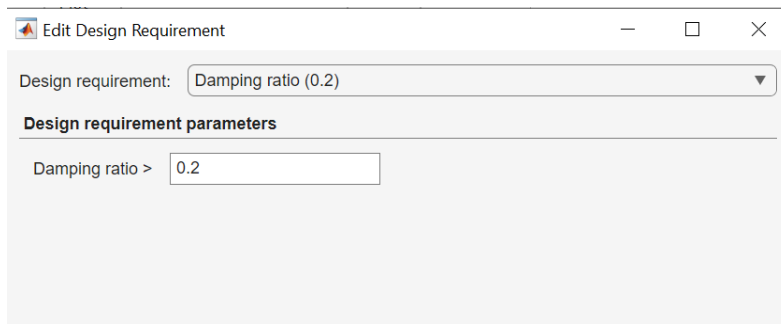 Edit Design Requirement
Design requirement: Damping ratio (0.2)
Design requirement parameters
Damping ratio > 0.2